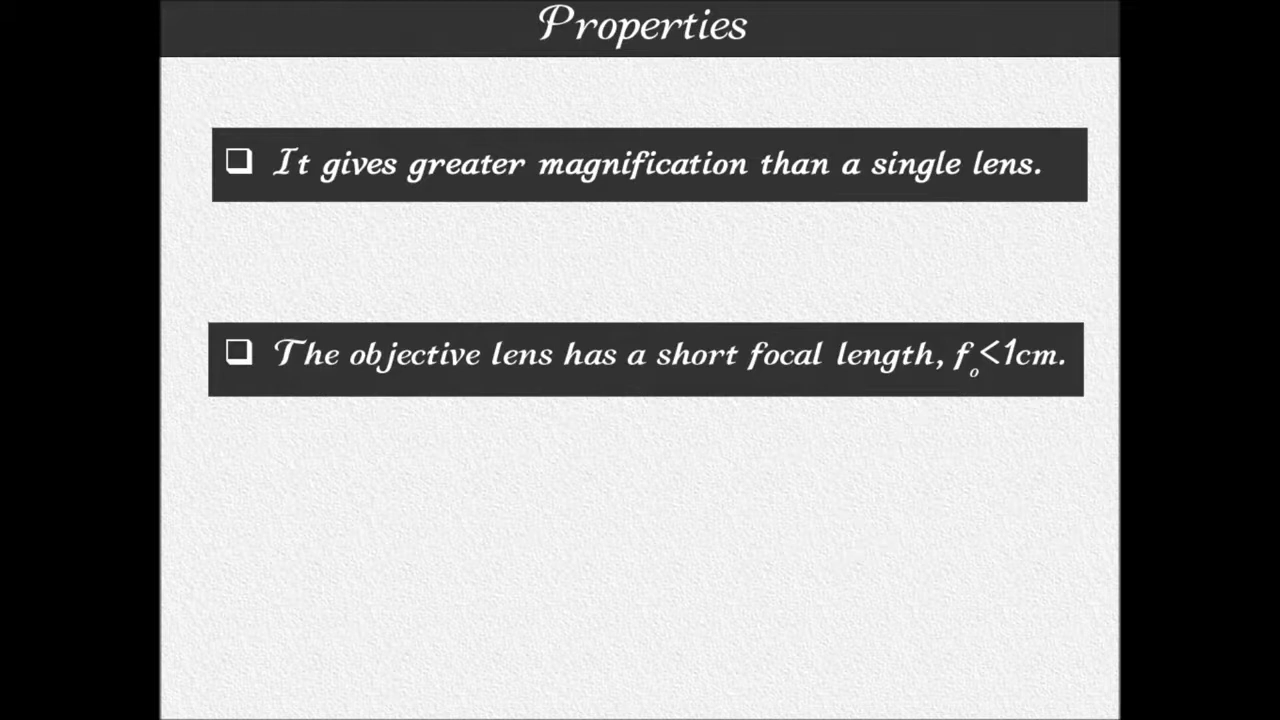 Properties
❑ It gives greater magnification than a single lens.
❑ The objective lens has a short focal length, fₒ<1cm.